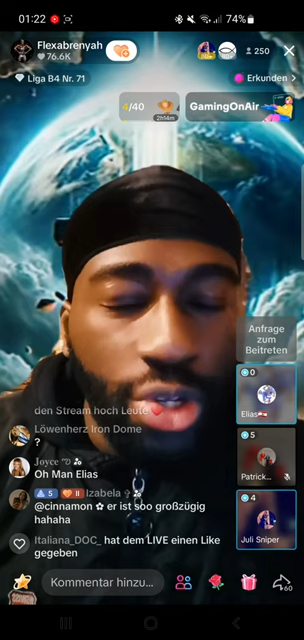 01:22
74%
Flexabrenyah
76.6K
250
Liga B4 Nr. 71
Erkunden
4/40
2h14m
GamingOnAir
Anfrage
zum
Beitreten
0
Elias
5
Patrick...
4
Juli Sniper
den Stream hoch Leute
Löwenherz Iron Dome
?
Joyce
Oh Man Elias
5 II Izabela
@cinnamon ✿ er ist soo großzügig
hahaha
Italiana_DOC_ hat dem LIVE einen Like
gegeben
Kommentar hinzu...
60